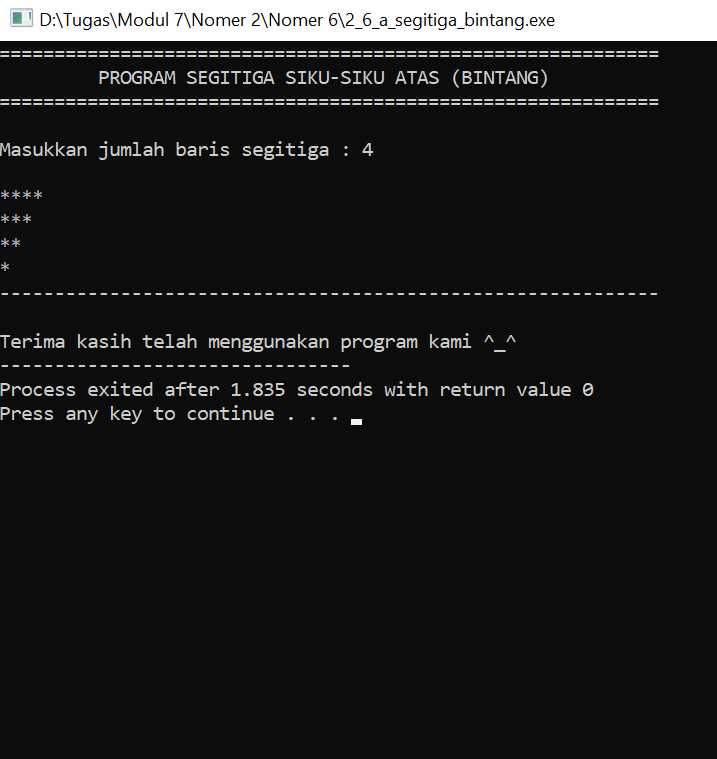 D:\Tugas\Modul 7\Nomer 2\Nomer 6\2_6_a_segitiga_bintang.exe
============================================================
         PROGRAM SEGITIGA SIKU-SIKU ATAS (BINTANG)
============================================================
Masukkan jumlah baris segitiga : 4
****
***
**
*
------------------------------------------------------------
Terima kasih telah menggunakan program kami ^_^
--------------------------------
Process exited after 1.835 seconds with return value 0
Press any key to continue . . .